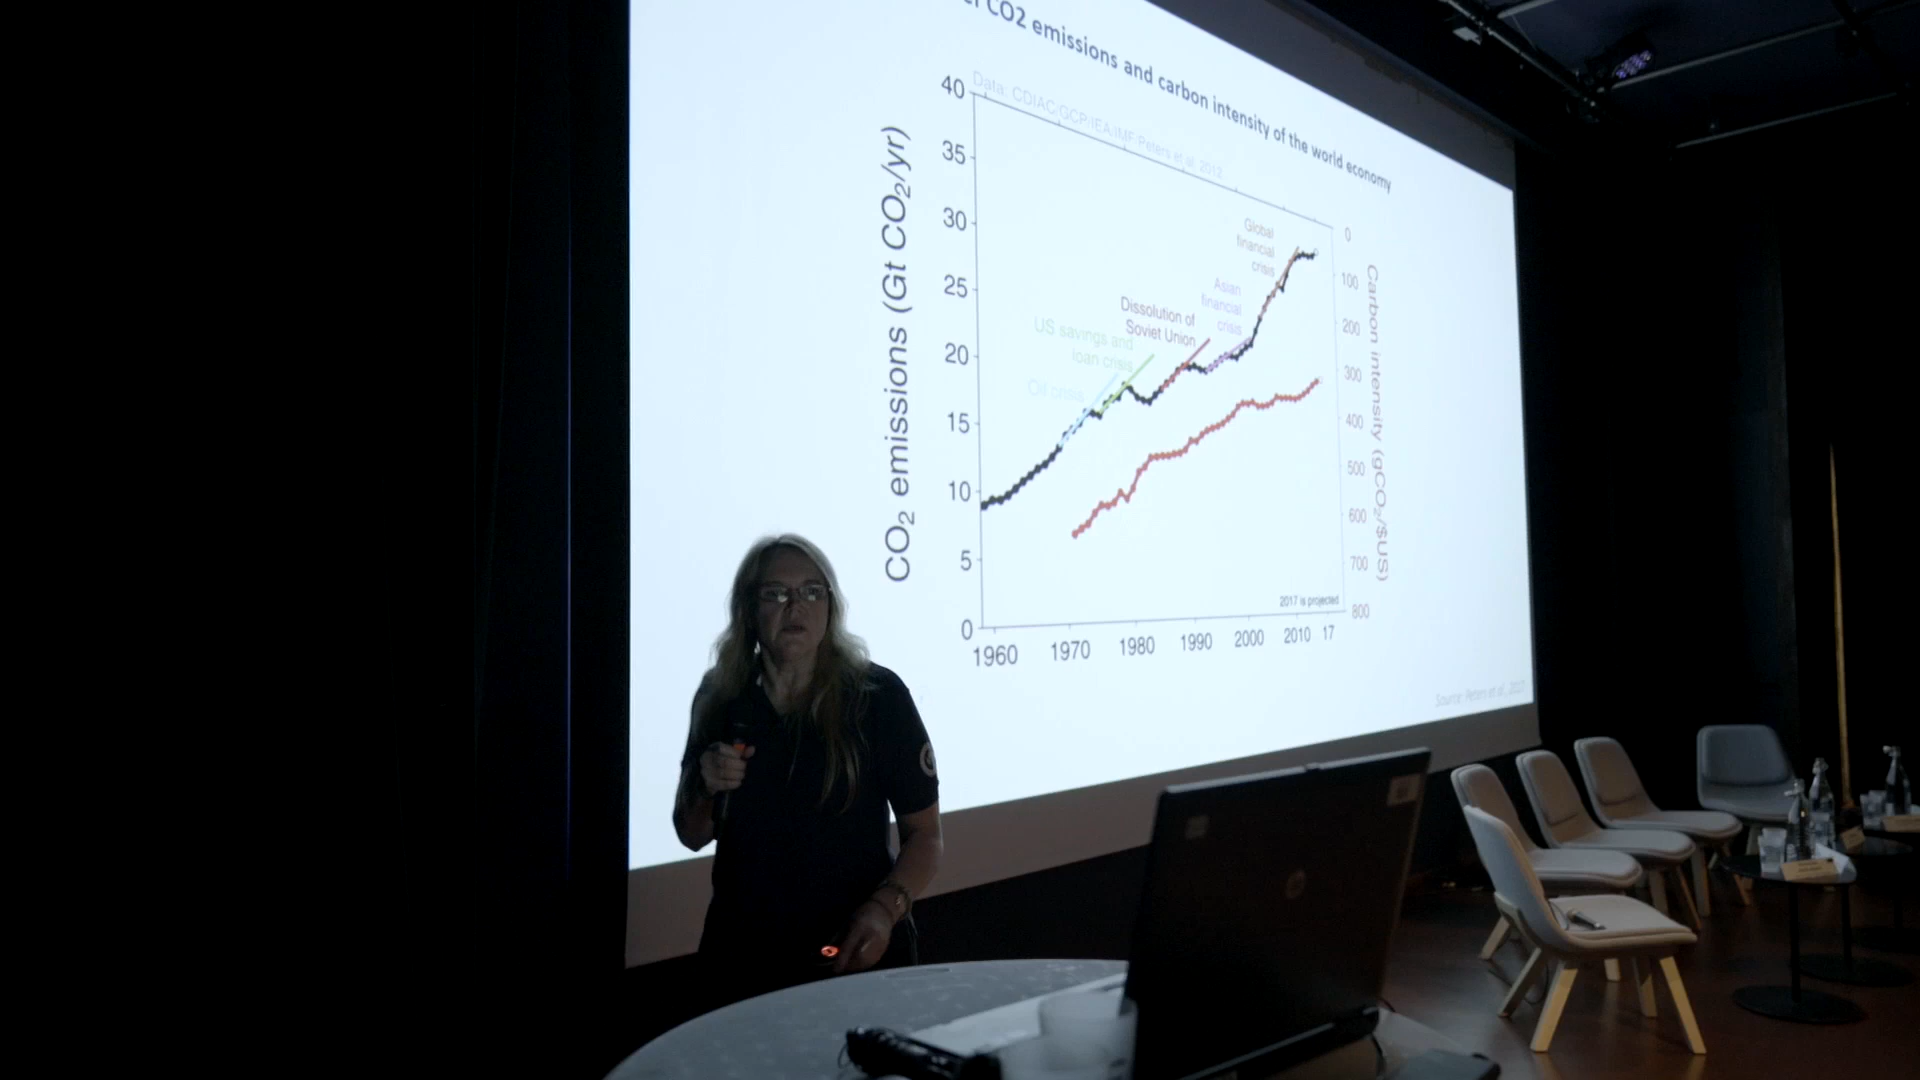 CO2 emissions and carbon intensity of the world economy
Data: CDIAC/GCP/IEA/IMF/Peters et al. 2012
40
35
30
25
20
15
10
5
0
CO2 emissions (Gt CO2/yr)
Oil crisis
US savings and
loan crisis
Dissolution of
Soviet Union
Asian
financial
crisis
Global
financial
crisis
0
100
200
300
400
500
600
700
800
Carbon intensity (gCO2/$US)
2017 is projected
1960 1970 1980 1990 2000 2010 17
Source: Peters et al., 2017